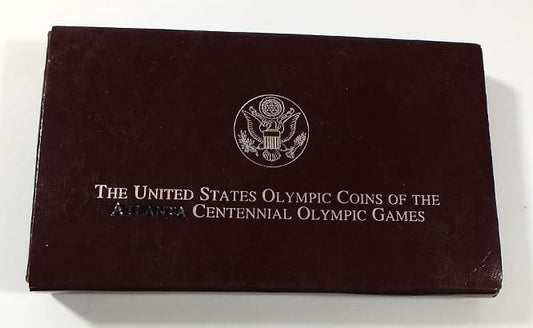 THE UNITED STATES OLYMPIC COINS OF THE
ATLANTA CENTENNIAL OLYMPIC GAMES